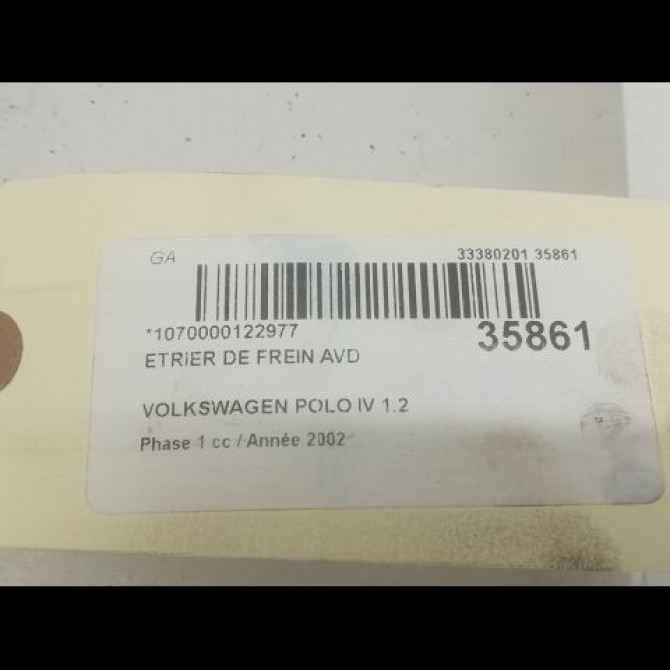 GA 33380201 35861
*1070000122977 35861
ETRIER DE FREIN AVD
VOLKSWAGEN POLO IV 1.2
Phase 1 cc / Année 2002